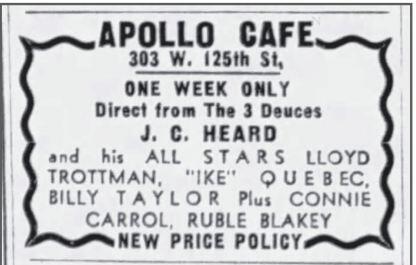 APOLLO CAFE
303 W. 125th St,
ONE WEEK ONLY
Direct from The 3 Deuces
J. C. HEARD
and his ALL STARS LLOYD
TROTTMAN, "IKE" QUEBEC,
BILLY TAYLOR Plus CONNIE
CARROL, RUBLE BLAKEY
NEW PRICE POLICY